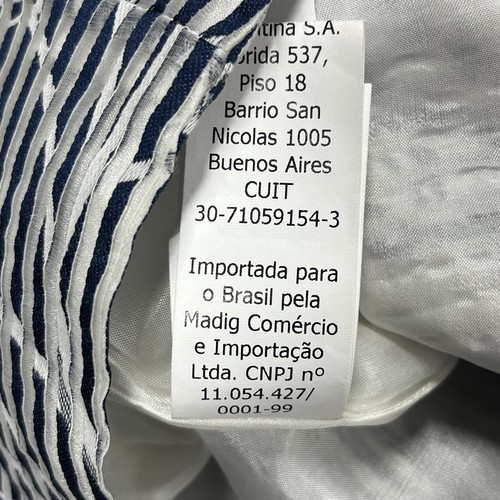 S.A.
537,
Piso 18
Barrio San
Nicolas 1005
Buenos Aires
CUIT
30-71059154-3
Importada para
o Brasil pela
Madig Comércio
e Importação
Ltda. CNPJ nº
11.054.427/
0001-99